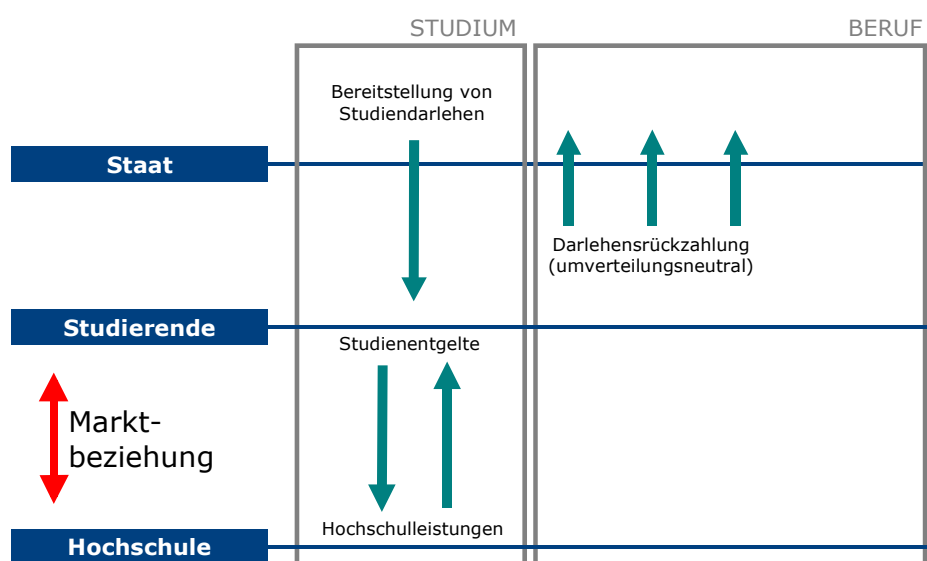 STUDIUM
BERUF
Bereitstellung von
Studiendarlehen
Staat
Darlehensrückzahlung
(umverteilungsneutral)
Studierende
Studienentgelte
Markt-
beziehung
Hochschulleistungen
Hochschule